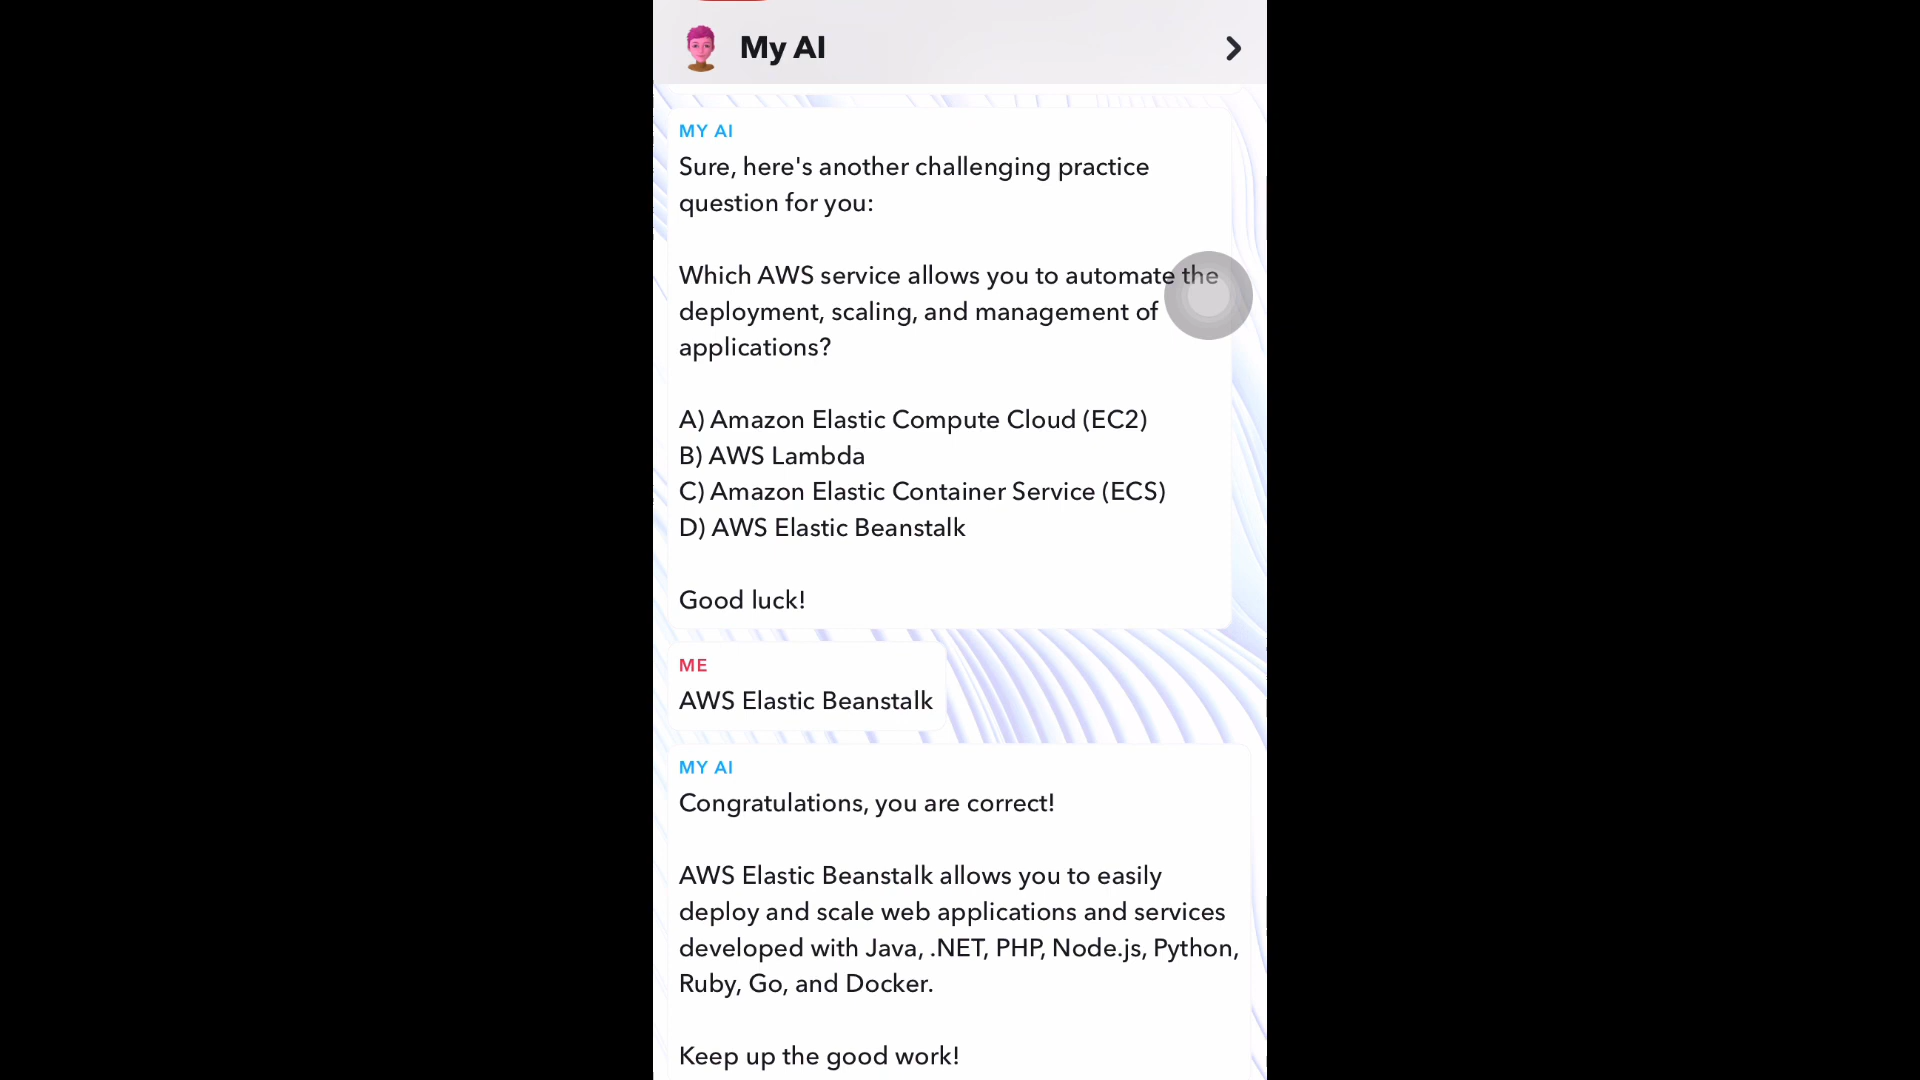 My AI
MY AI
Sure, here's another challenging practice
question for you:
Which AWS service allows you to automate the
deployment, scaling, and management of
applications?
A) Amazon Elastic Compute Cloud (EC2)
B) AWS Lambda
C) Amazon Elastic Container Service (ECS)
D) AWS Elastic Beanstalk
Good luck!
ME
AWS Elastic Beanstalk
MY AI
Congratulations, you are correct!
AWS Elastic Beanstalk allows you to easily
deploy and scale web applications and services
developed with Java, .NET, PHP, Node.js, Python,
Ruby, Go, and Docker.
Keep up the good work!